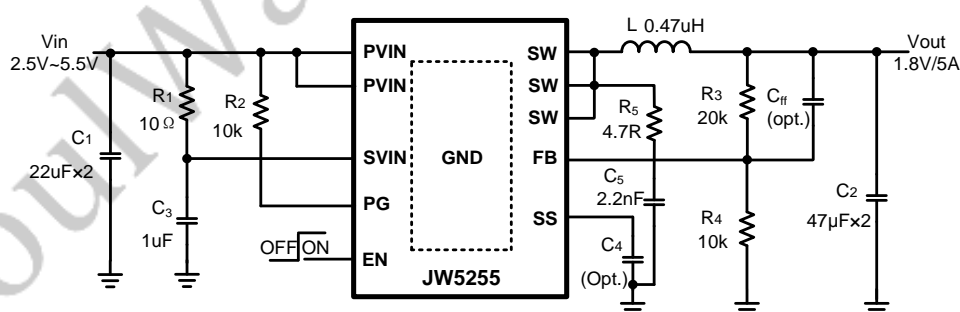 Vin
2.5V~5.5V
R1
10Ω
R2
10k
C1
22uF×2
C3
1uF
OFF
ON
PVIN
PVIN
SVIN
PG
EN
GND
JW5255
SW
SW
SW
FB
SS
L 0.47uH
R5
4.7R
C5
2.2nF
C4
(Opt.)
R3
20k
Cff
(opt.)
R4
10k
C2
47µF×2
Vout
1.8V/5A